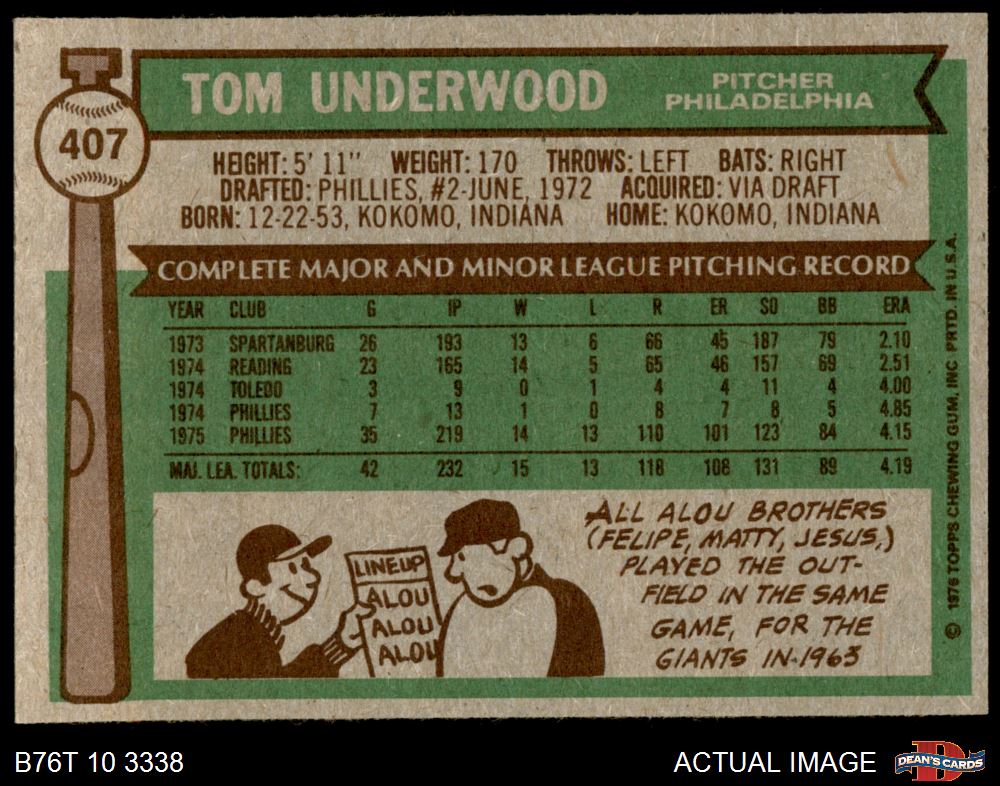 TOM UNDERWOOD
PITCHER
PHILADELPHIA
407
HEIGHT: 5' 11" WEIGHT: 170 THROWS: LEFT BATS: RIGHT
DRAFTED: PHILLIES, #2-JUNE, 1972 ACQUIRED: VIA DRAFT
BORN: 12-22-53, KOKOMO, INDIANA HOME: KOKOMO, INDIANA
COMPLETE MAJOR AND MINOR LEAGUE PITCHING RECORD
YEAR CLUB G IP W L R ER SO BB ERA
1973 SPARTANBURG 26 193 13 6 66 45 187 79 2.10
1974 READING 23 165 14 5 65 46 157 69 2.51
1974 TOLEDO 3 9 0 1 4 4 11 4 4.00
1974 PHILLIES 7 13 1 0 8 7 8 5 4.85
1975 PHILLIES 35 219 14 13 110 101 123 84 4.15
MAJ. LEA. TOTALS: 42 232 15 13 118 108 131 89 4.19
LINEUP
ALOU
ALOU
ALOU
ALL ALOU BROTHERS
(FELIPE, MATTY, JESUS,)
PLAYED THE OUT-
FIELD IN THE SAME
GAME, FOR THE
GIANTS IN 1963
© 1976 TOPPS CHEWING GUM, INC. PRTD. IN U.S.A.
B76T 10 3338
ACTUAL IMAGE
D
DEAN'S CARDS